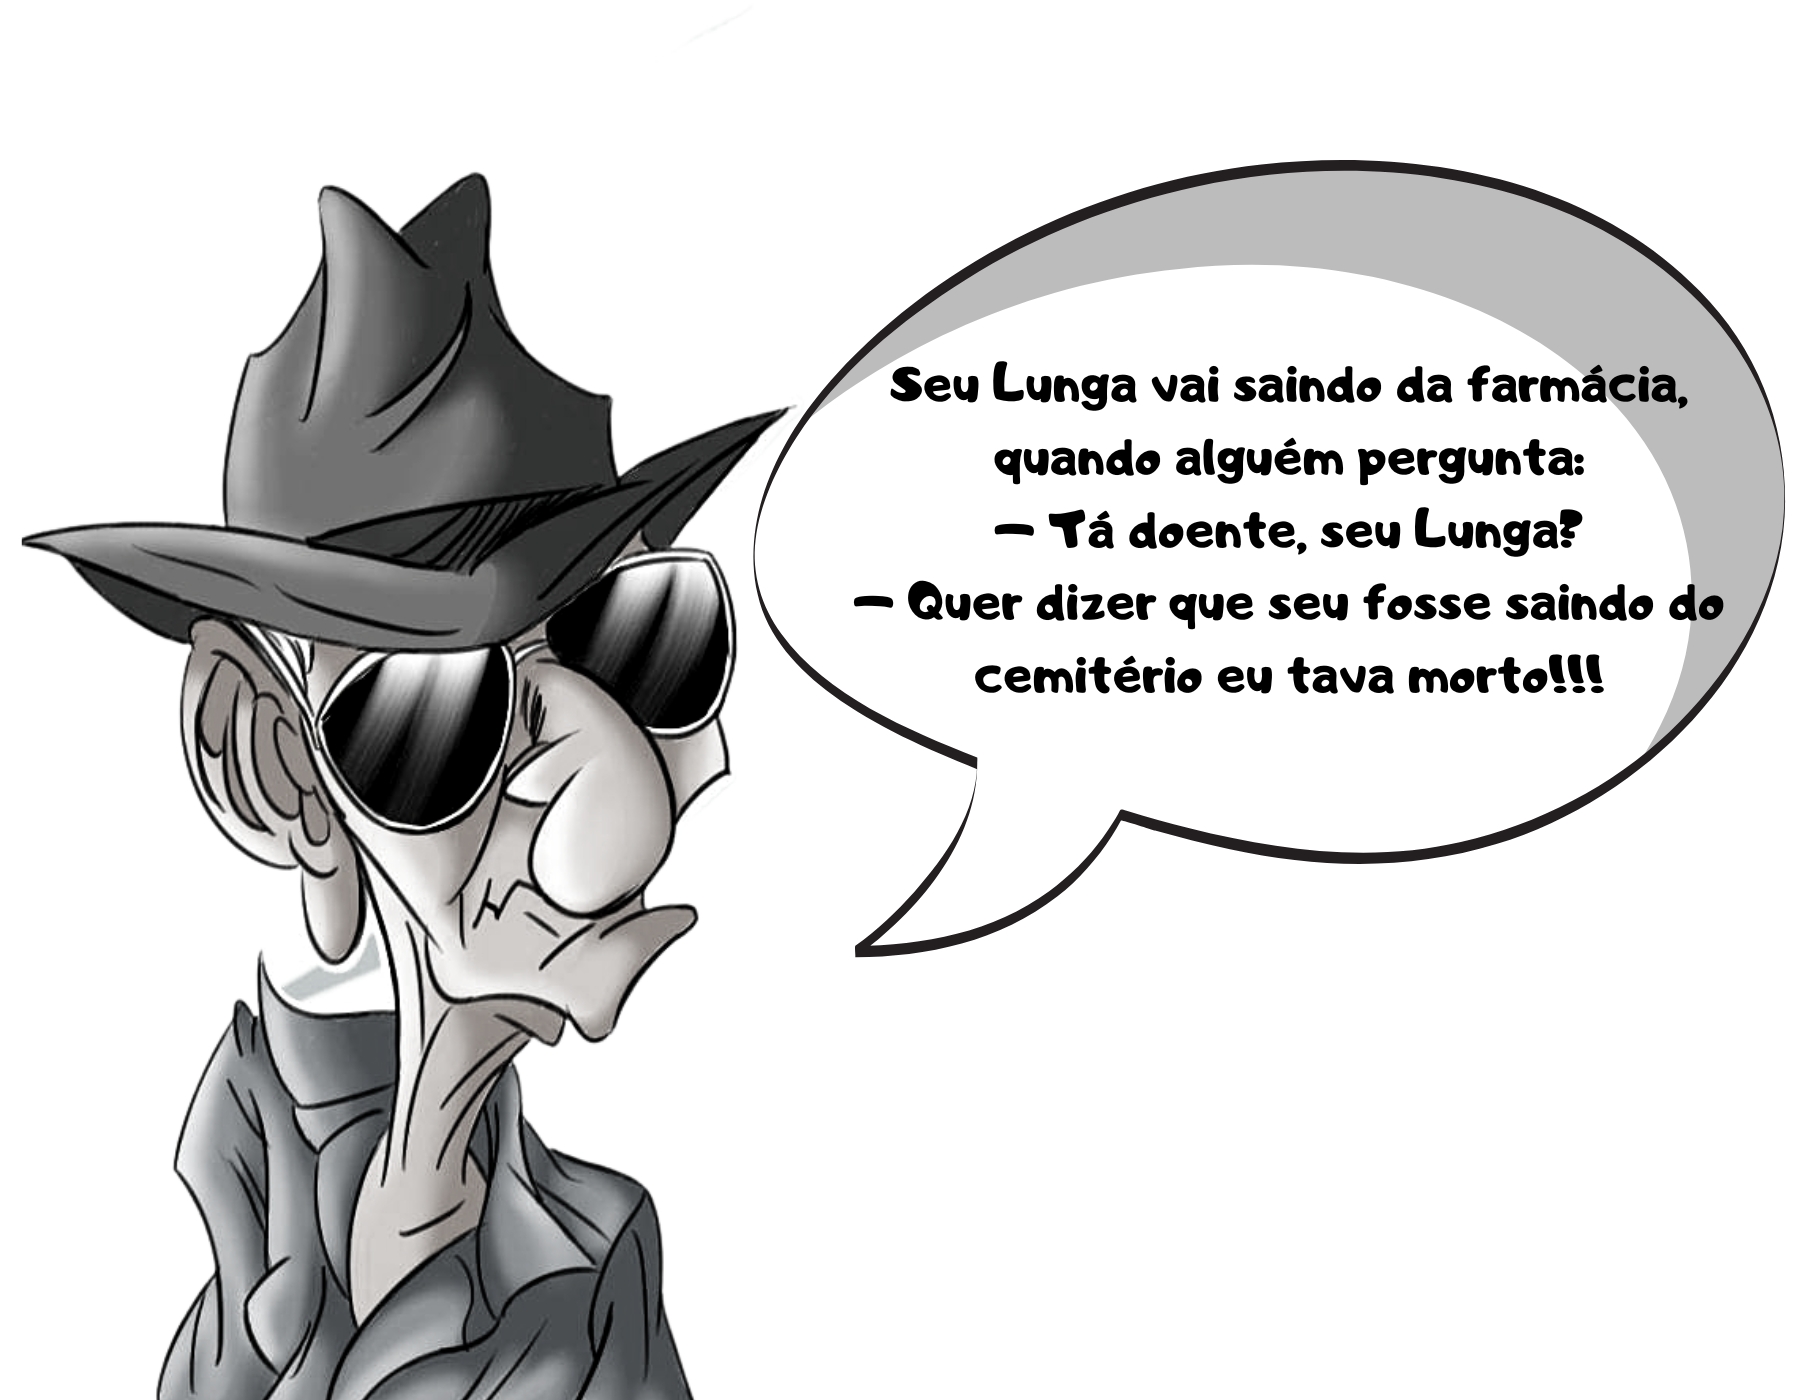 Seu Lunga vai saindo da farmácia,
quando alguém pergunta:
— Tá doente, seu Lunga?
— Quer dizer que seu fosse saindo do
cemitério eu tava morto!!!